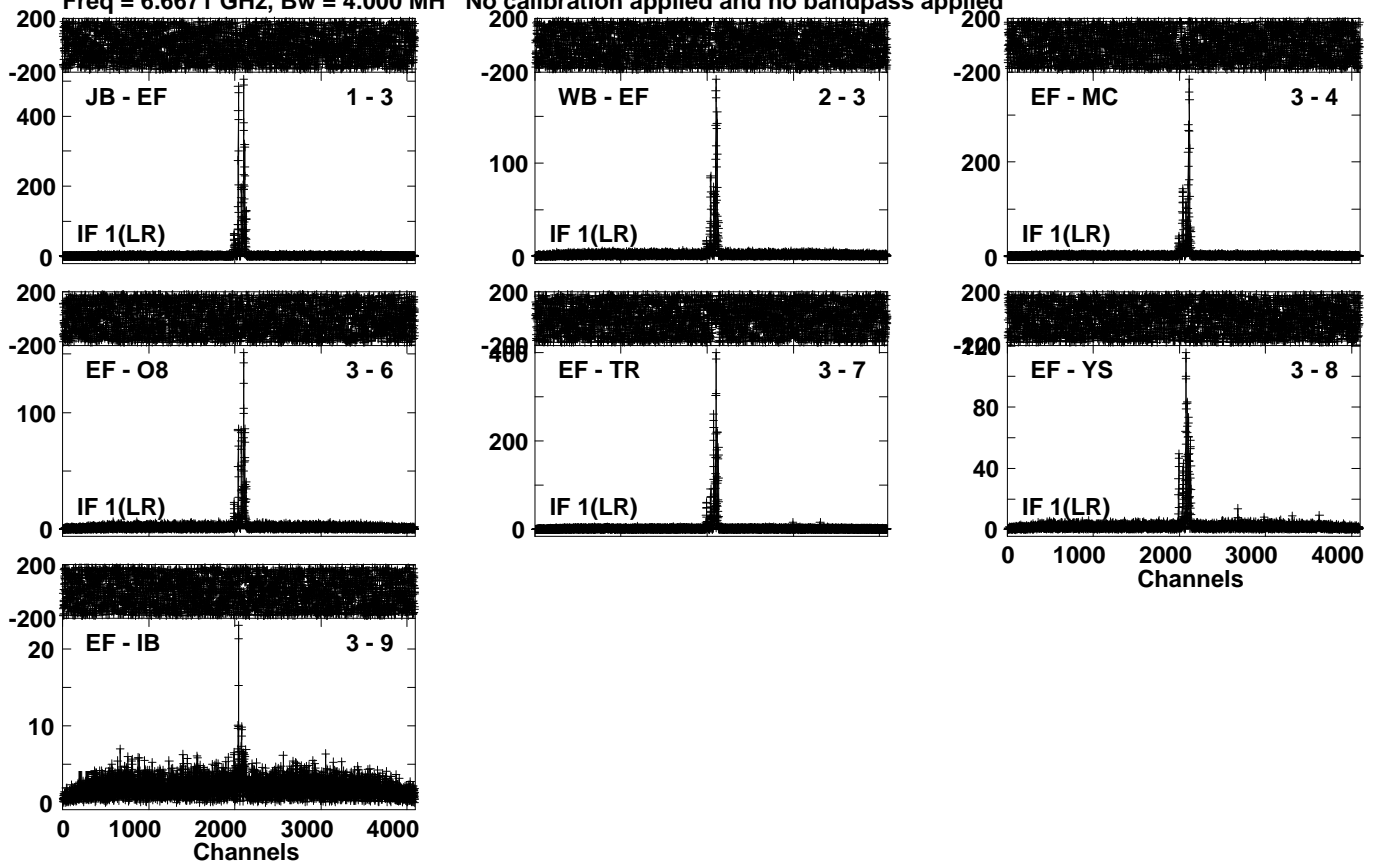 Freq = 6.6671 GHz, Bw = 4.000 MH No calibration applied and no bandpass applied
200 200 200
-200 -200 -200
JB - EF 1 - 3 WB - EF 2 - 3 EF - MC 3 - 4
400
200 100 200
IF 1(LR) IF 1(LR) IF 1(LR)
0 0 0
200 200 200
-200 -200 -200
400 120
EF - O8 3 - 6 EF - TR 3 - 7 EF - YS 3 - 8
100 200 80
40
IF 1(LR) IF 1(LR) IF 1(LR)
0 0 0
0 1000 2000 3000 4000
Channels
200
-200
EF - IB 3 - 9
20
10
0
0 1000 2000 3000 4000
Channels